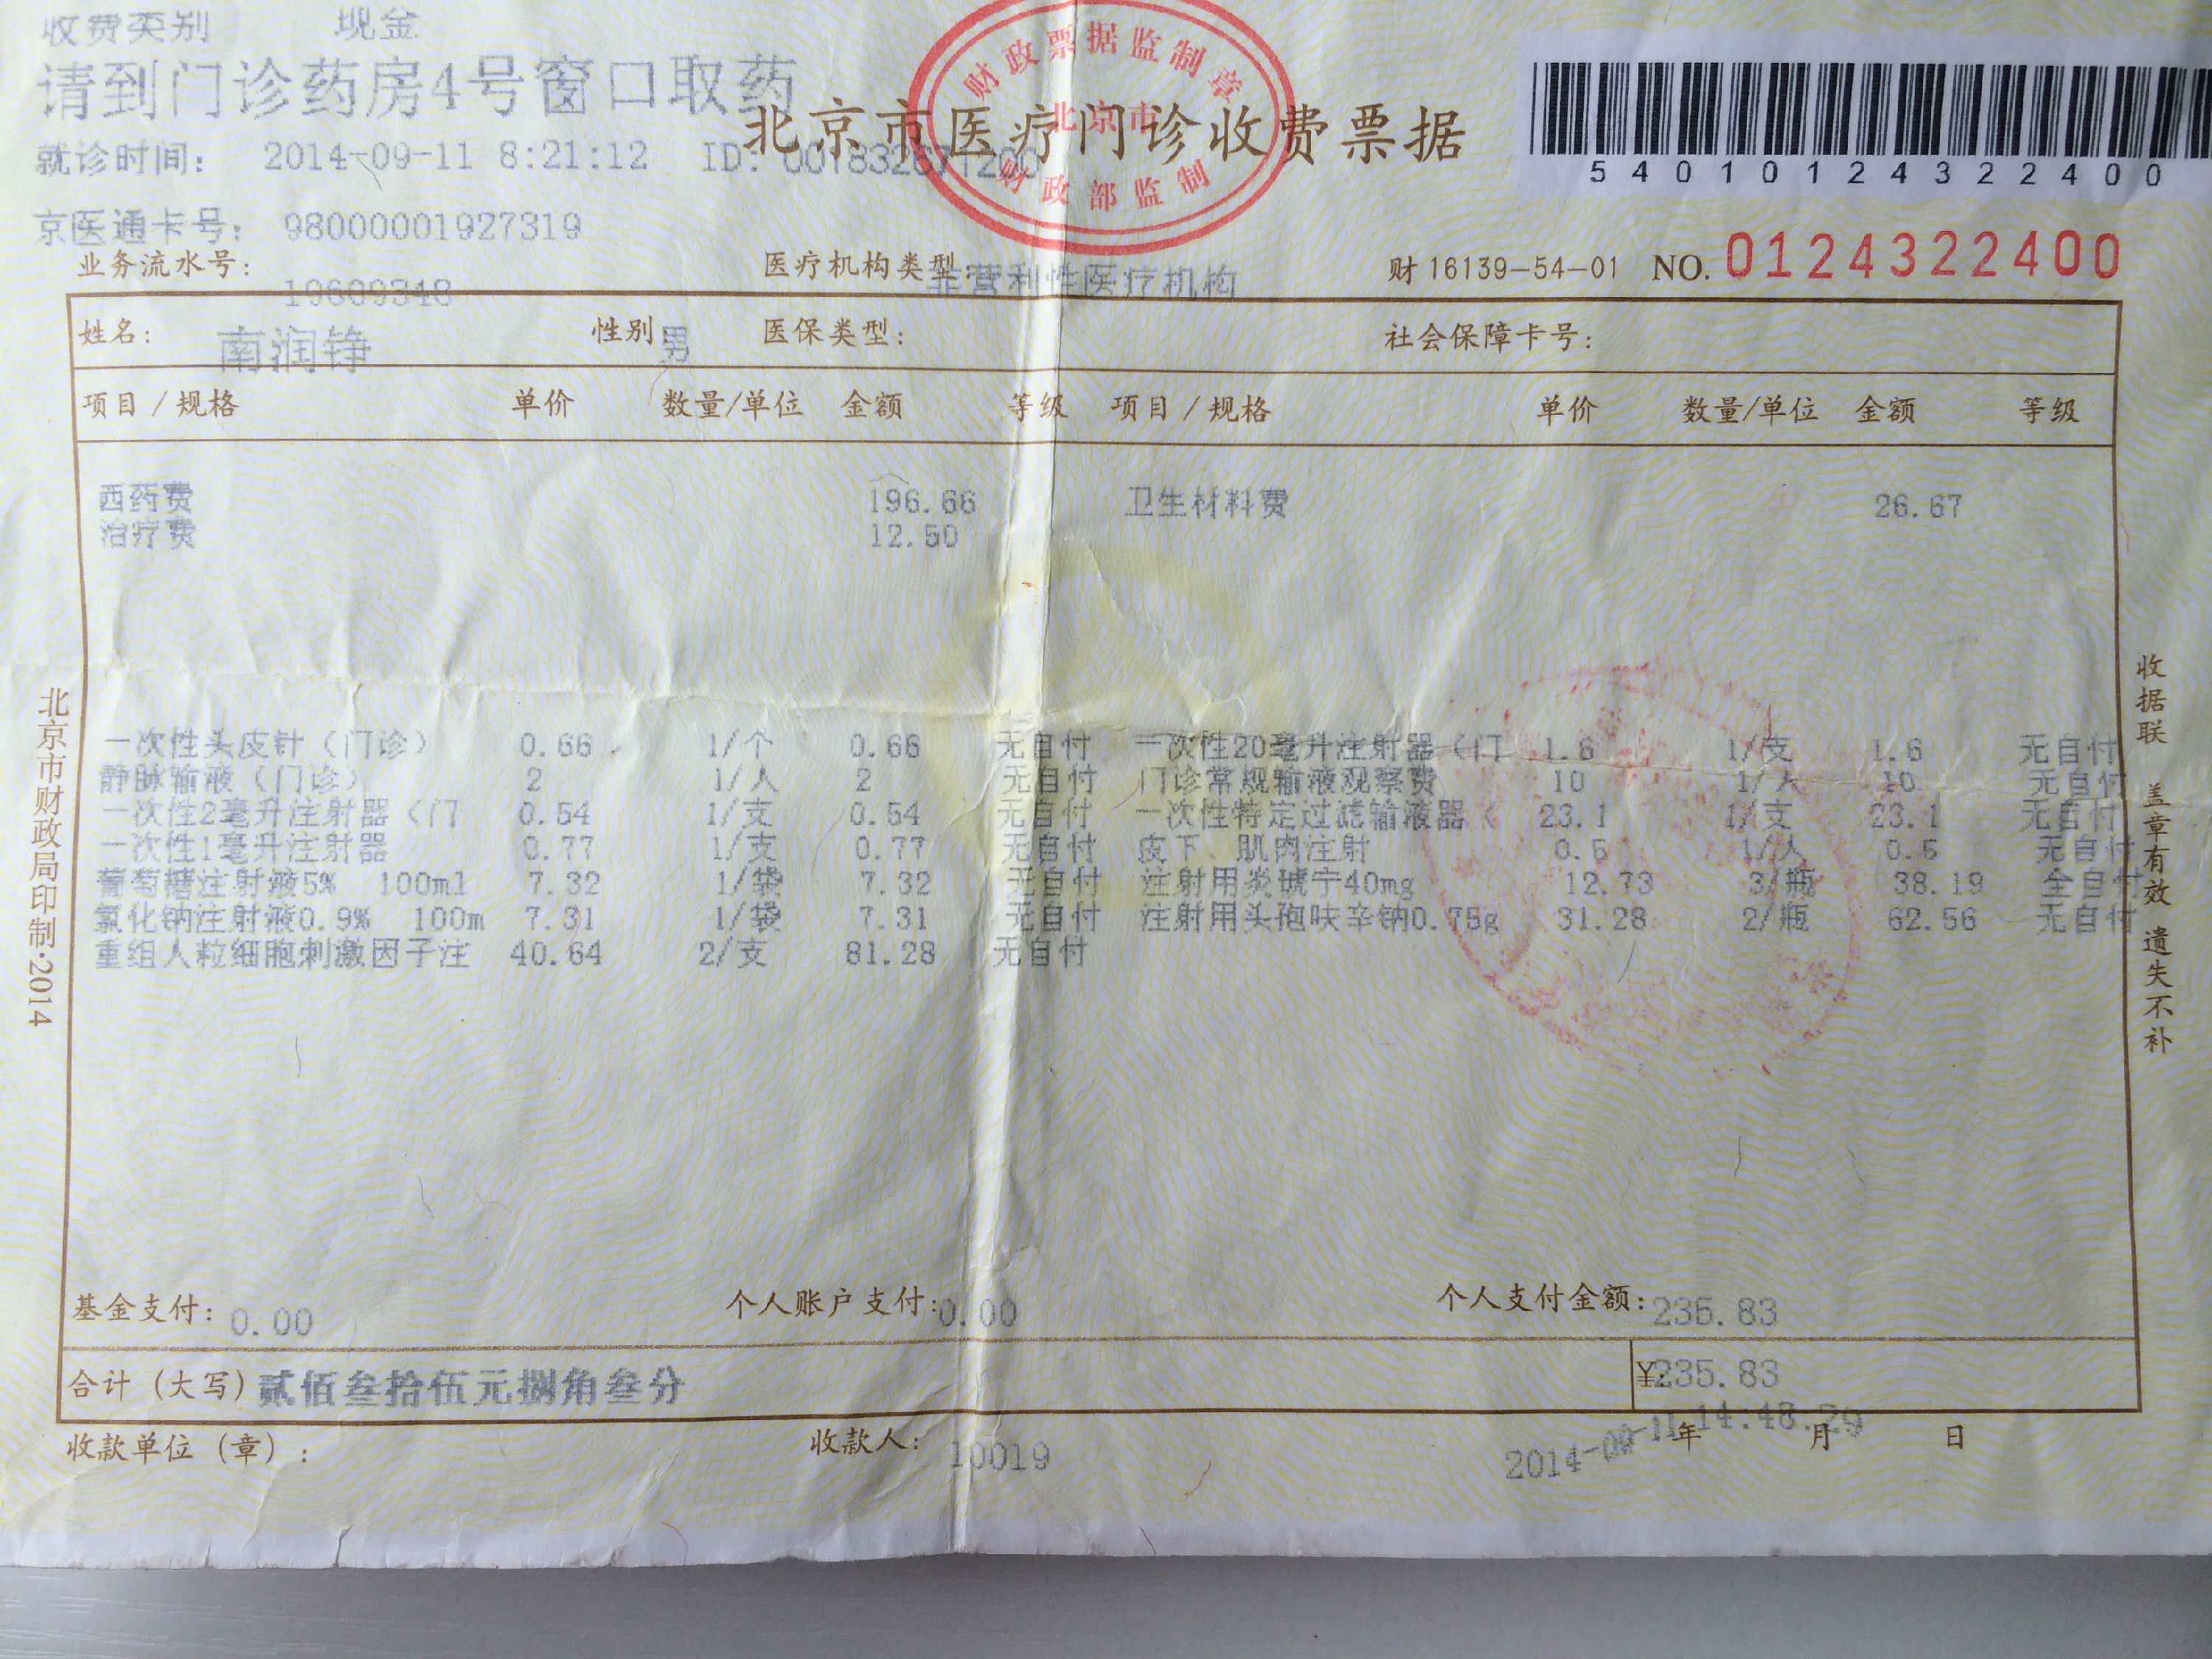 收费类别 现金
请到门诊药房4号窗口取药
财政票据监制章
北京市
财政部监制
北京市医疗门诊收费票据
5401012432 2400
就诊时间: 2014-09-11 8:21:12 ID: 001832671200
京医通卡号: 98000001927319
业务流水号: 19609348 医疗机构类型: 非营利性医疗机构 财16139-54-01 NO. 0124322400
姓名: 南润铮 性别: 男 医保类型: 社会保障卡号:
项目/规格 单价 数量/单位 金额 等级 项目/规格 单价 数量/单位 金额 等级
西药费 196.66 卫生材料费 26.67
治疗费 12.50
一次性头皮针(门诊) 0.66 1/个 0.66 无自付 一次性20毫升注射器(门 1.6 1/支 1.6 无自付
静脉输液(门诊) 2 1/人 2 无自付 门诊常规输液观察费 10 1/人 10 无自付
一次性2毫升注射器(门 0.54 1/支 0.54 无自付 一次性特定过滤输液器( 23.1 1/支 23.1 无自付
一次性1毫升注射器 0.77 1/支 0.77 无自付 皮下、肌肉注射 0.5 1/人 0.5 无自付
葡萄糖注射液5% 100ml 7.32 1/袋 7.32 无自付 注射用炎琥宁40mg 12.73 3/瓶 38.19 全自付
氯化钠注射液0.9% 100m 7.31 1/袋 7.31 无自付 注射用头孢呋辛钠0.75g 31.28 2/瓶 62.56 无自付
重组人粒细胞刺激因子注 40.64 2/支 81.28 无自付
基金支付: 0.00 个人账户支付: 0.00 个人支付金额: 235.83
合计(大写) 贰佰叁拾伍元捌角叁分 ¥235.83
收款单位(章): 收款人: 10019 2014-09-11 14:48:29 年 月 日
北京市财政局印制·2014
收据联 盖章有效 遗失不补